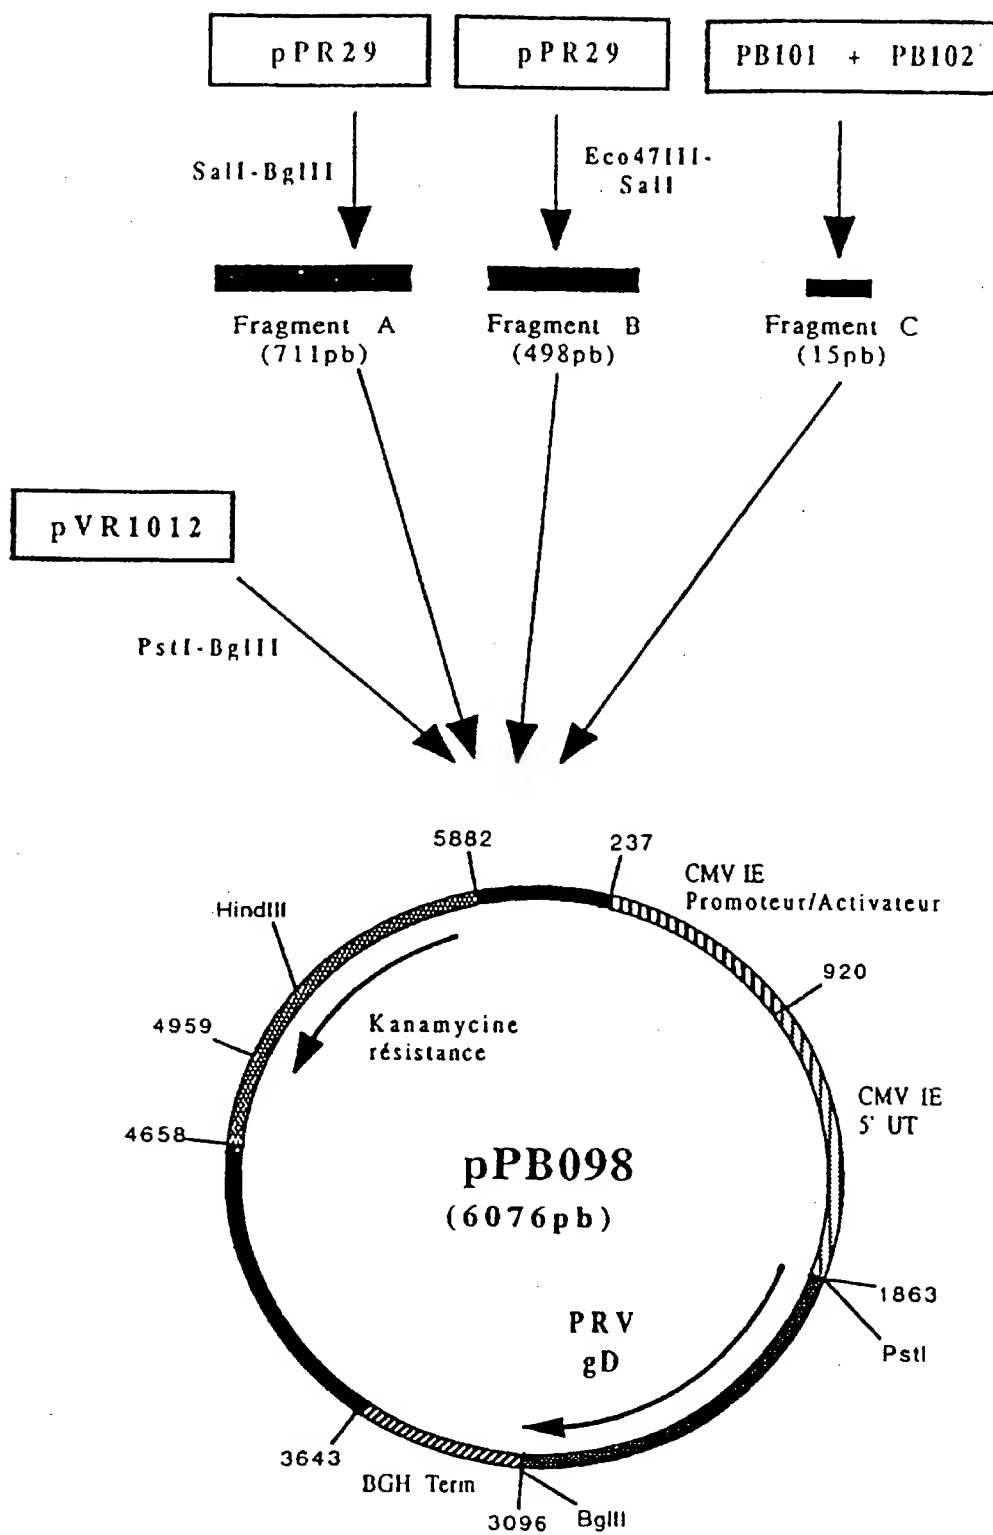 pPR29
pPR29
PB101 + PB102
SalI-BglII
Eco47III-
SalI
Fragment A
(711pb)
Fragment B
(498pb)
Fragment C
(15pb)
pVR1012
PstI-BglII
5882
237
CMV IE
Promoteur/Activateur
HindIII
920
4959
Kanamycine
résistance
CMV IE
5' UT
4658
pPB098
(6076pb)
1863
PRV
gD
PstI
3643
BGH Term
BglII
3096